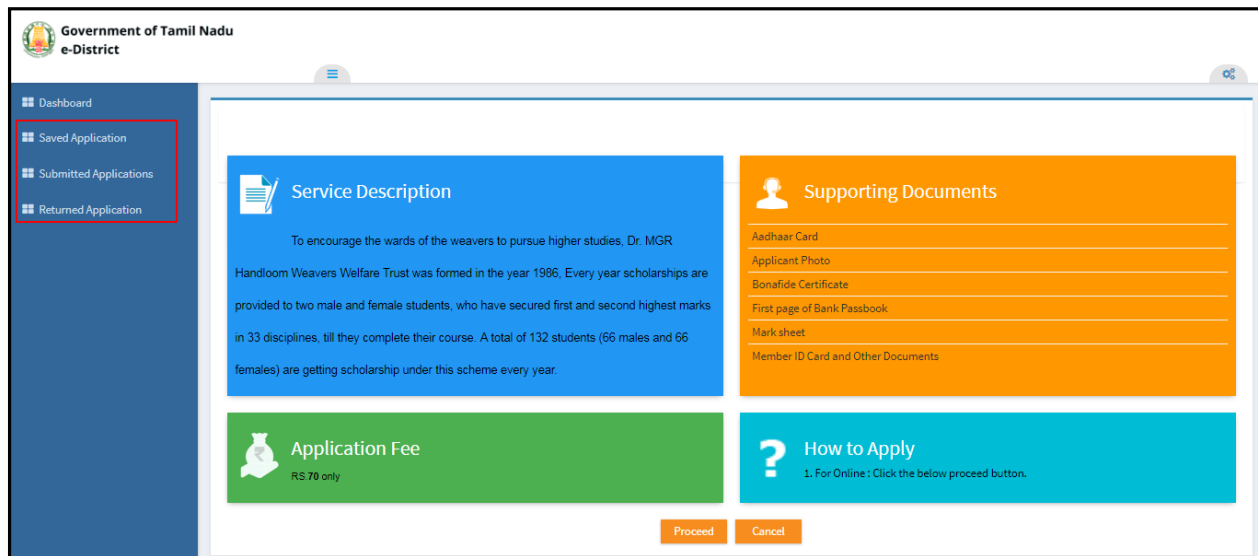 Government of Tamil Nadu
e-District
Dashboard
Saved Application
Submitted Applications
Returned Application
Service Description
To encourage the wards of the weavers to pursue higher studies, Dr. MGR
Handloom Weavers Welfare Trust was formed in the year 1986, Every year scholarships are
provided to two male and female students, who have secured first and second highest marks
in 33 disciplines, till they complete their course. A total of 132 students (66 males and 66
females) are getting scholarship under this scheme every year.
Supporting Documents
Aadhaar Card
Applicant Photo
Bonafide Certificate
First page of Bank Passbook
Mark sheet
Member ID Card and Other Documents
Application Fee
RS.70 only
How to Apply
1. For Online : Click the below proceed button.
Proceed
Cancel